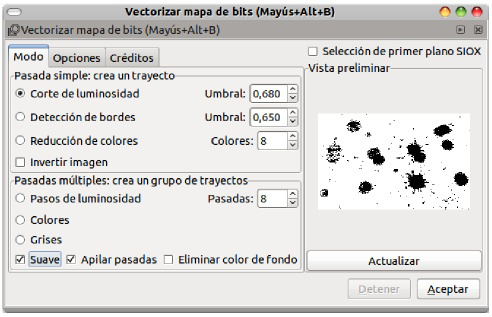 Vectorizar mapa de bits (Mayús+Alt+B)
Vectorizar mapa de bits (Mayús+Alt+B)
Modo Opciones Créditos
Selección de primer plano SIOX
Pasada simple: crea un trayecto
Vista preliminar
Corte de luminosidad Umbral: 0,680
Detección de bordes Umbral: 0,650
Reducción de colores Colores: 8
Invertir imagen
Pasadas múltiples: crea un grupo de trayectos
Pasos de luminosidad Pasadas: 8
Colores
Grises
Suave Apilar pasadas Eliminar color de fondo
Actualizar
Detener Aceptar